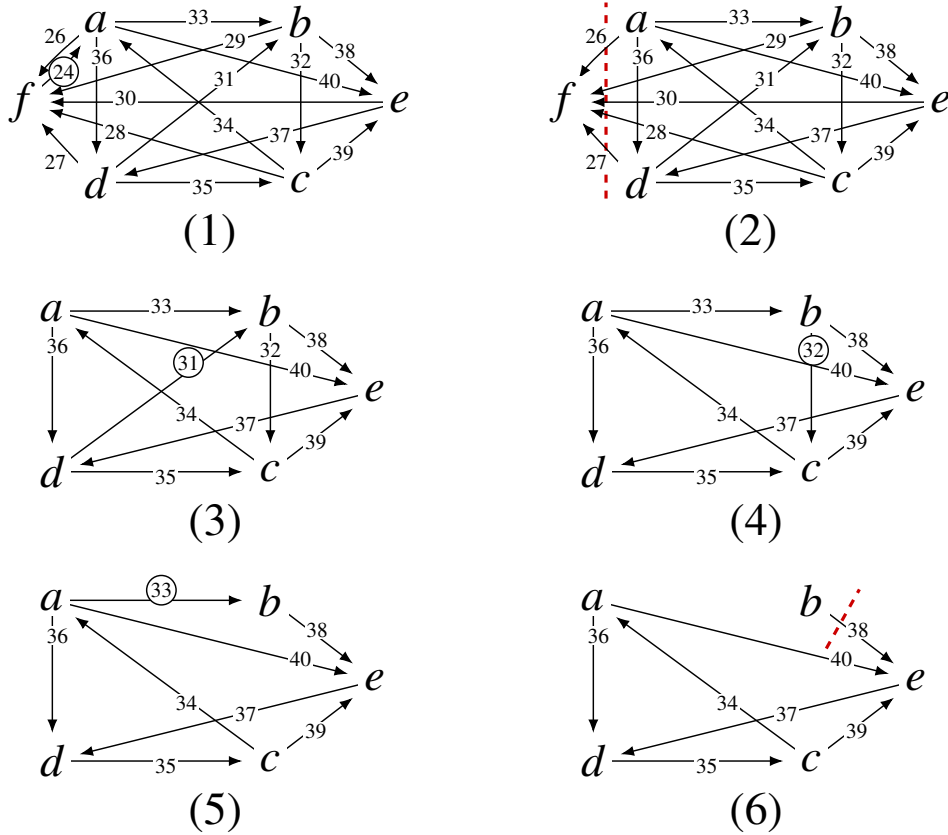 a 33 b a 33 b
26 36 29 32 38 26 36 29 32 38
24 31 40 31 40
f 30 e f 30 e
28 34 37 28 34 37
27 39 27 39
d 35 c d 35 c
(1) (2)
a 33 b a 33 b
36 31 32 38 36 32 38
40 e 40 e
34 37 34 37
39 39
d 35 c d 35 c
(3) (4)
a 33 b a b
36 38 36 38
40 e 40 e
34 37 34 37
39 39
d 35 c d 35 c
(5) (6)